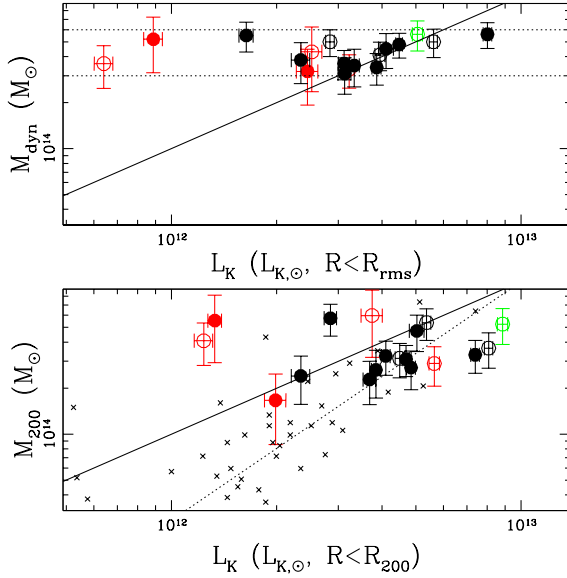 M_dyn (M_⊙)
10^14
10^12
10^13
L_K (L_K,⊙, R<R_rms)
M_200 (M_⊙)
10^14
10^12
10^13
L_K (L_K,⊙, R<R_200)